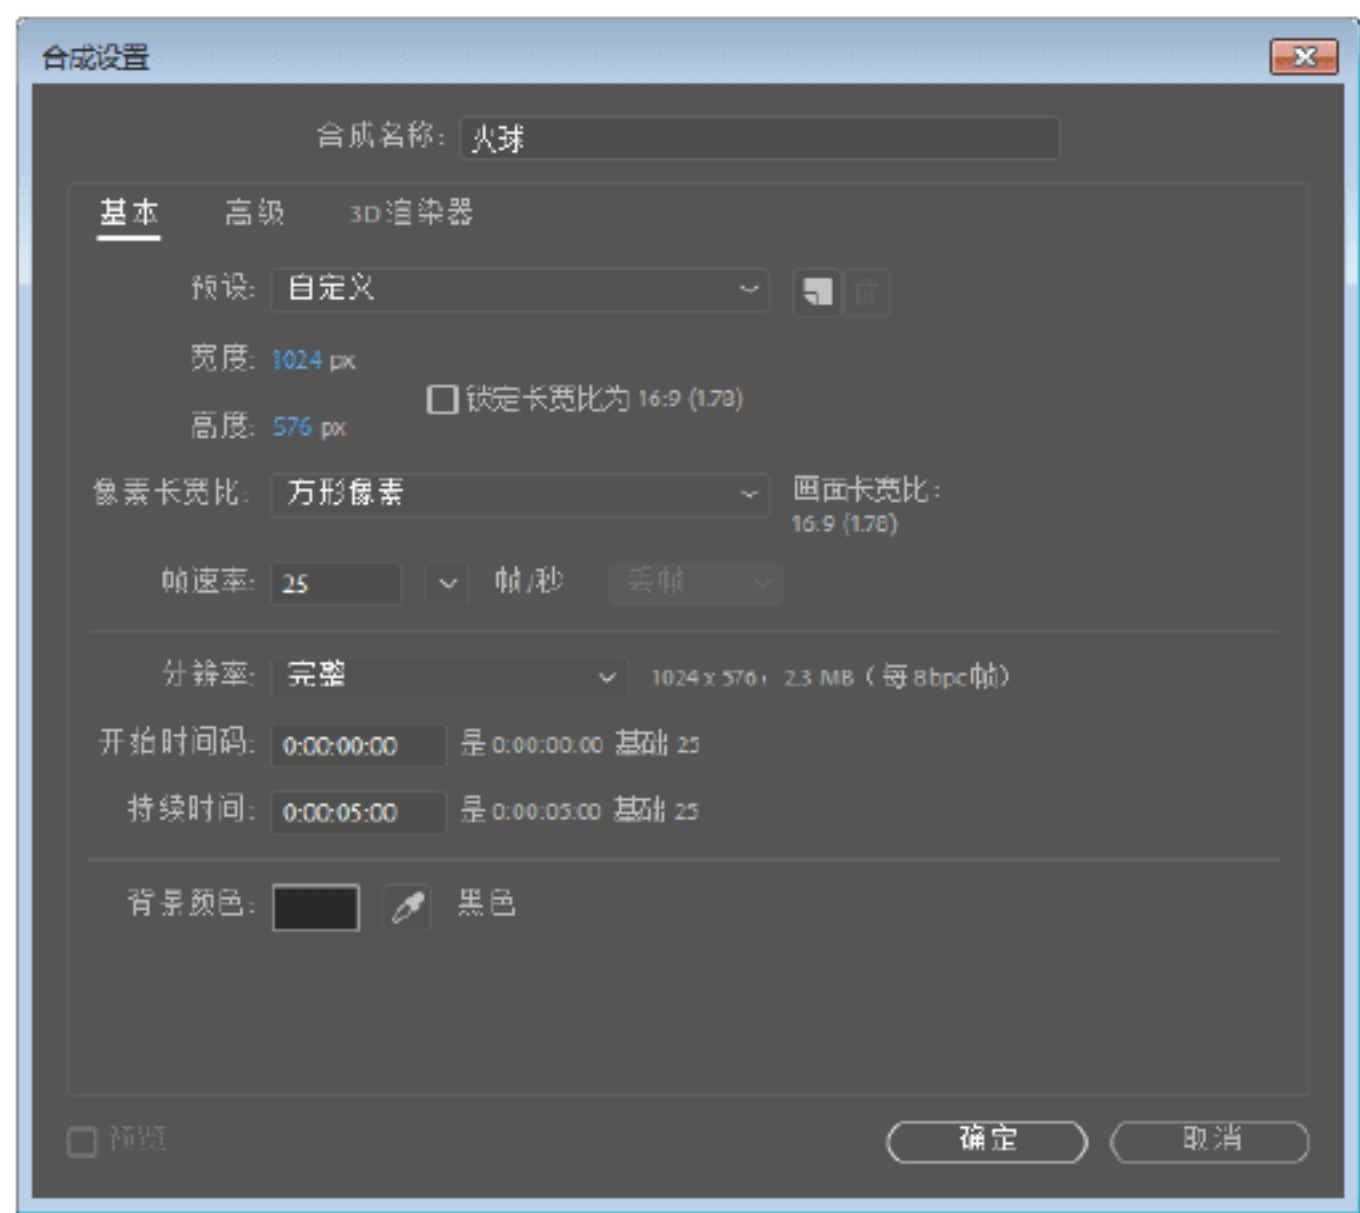 合成设置
合成名称: 火球
基本 高级 3D渲染器
预设: 自定义
宽度: 1024 px
锁定长宽比为 16:9 (1.78)
高度: 576 px
像素长宽比: 方形像素 画面长宽比:
16:9 (1.78)
帧速率: 25 帧/秒 丢帧
分辨率: 完整 1024 x 576, 2.3 MB（每 8bpc帧）
开始时间码: 0:00:00:00 是 0:00:00:00 基础 25
持续时间: 0:00:05:00 是 0:00:05:00 基础 25
背景颜色: 黑色
预览 确定 取消